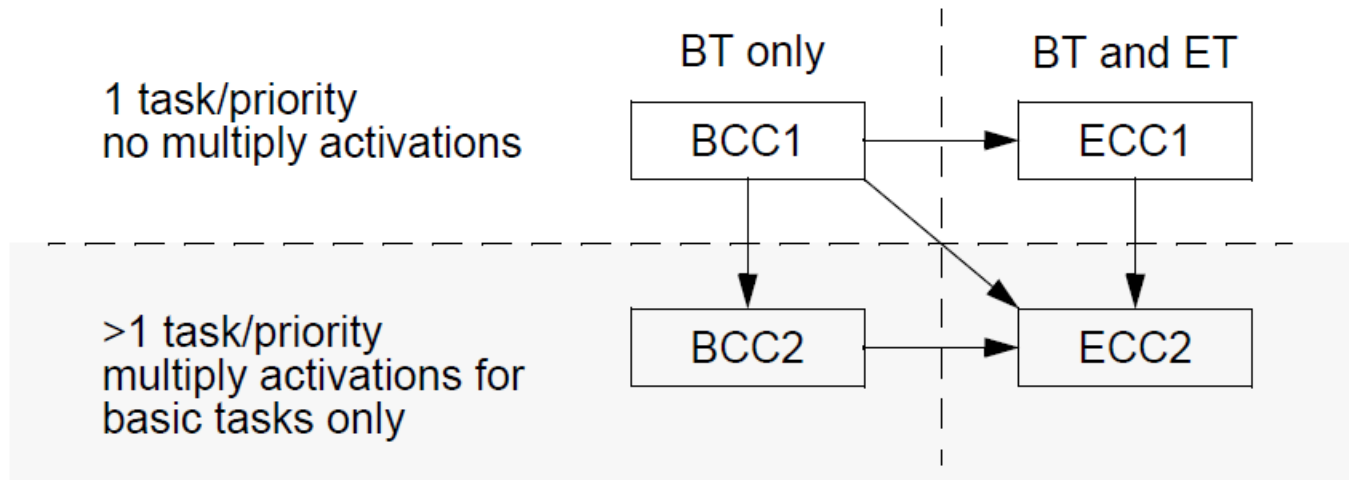 BT only
BT and ET
1 task/priority
no multiply activations
BCC1
ECC1
>1 task/priority
multiply activations for
basic tasks only
BCC2
ECC2